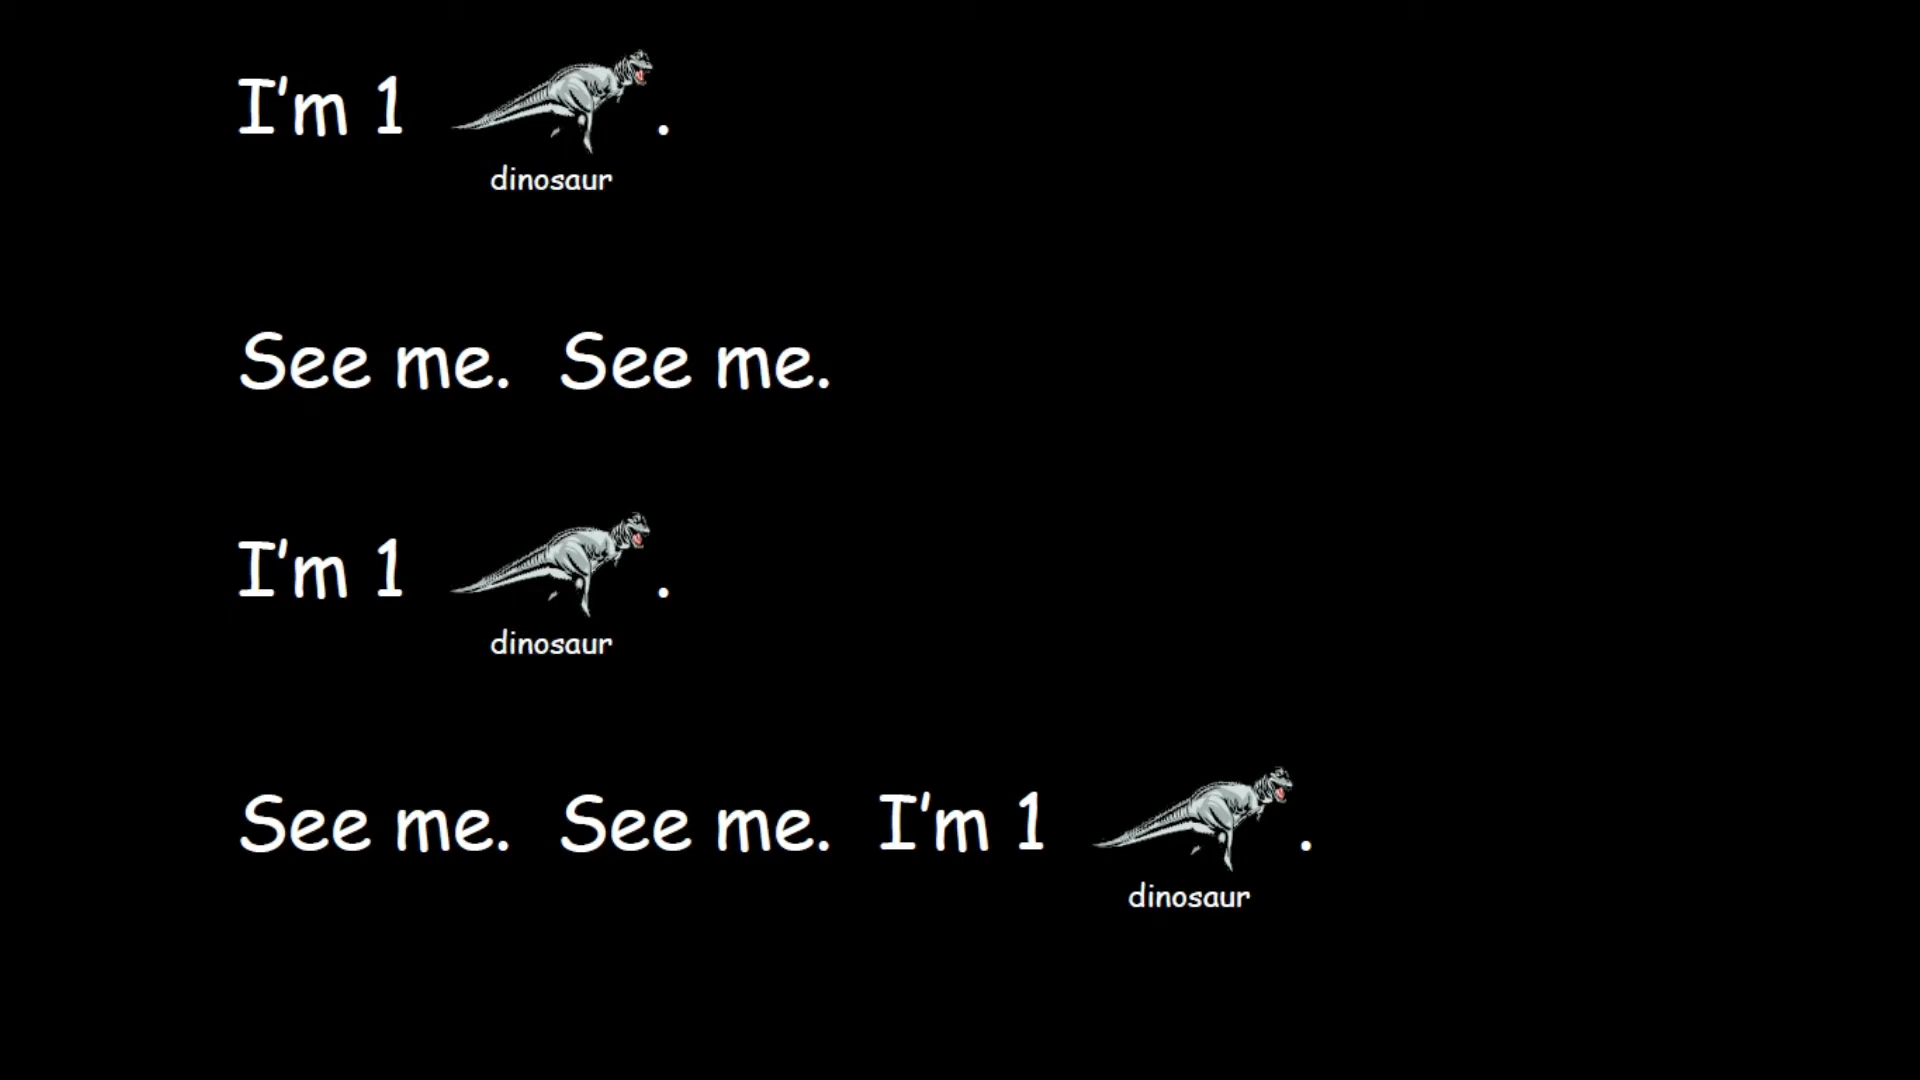 I'm 1 .
dinosaur
See me. See me.
I'm 1 .
dinosaur
See me. See me. I'm 1 .
dinosaur